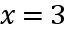 x = 3